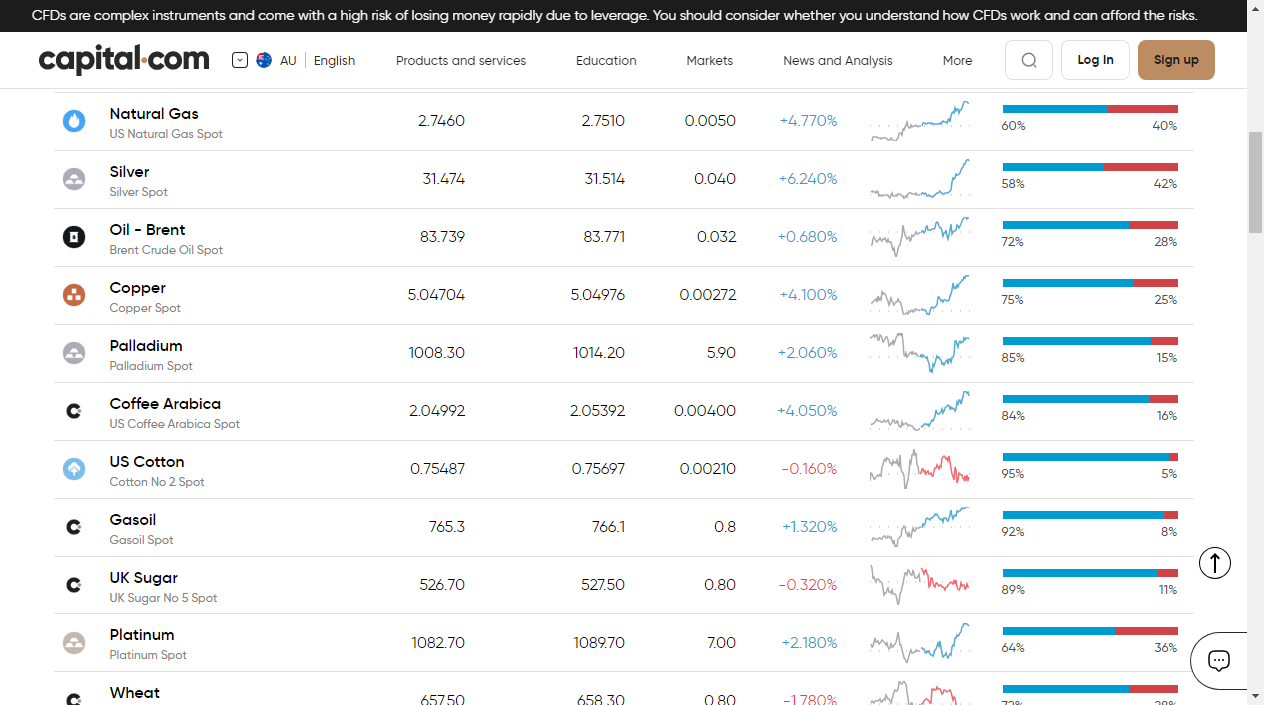 CFDs are complex instruments and come with a high risk of losing money rapidly due to leverage. You should consider whether you understand how CFDs work and can afford the risks.
capital.com AU English Products and services Education Markets News and Analysis More Log In Sign up
Natural Gas 2.7460 2.7510 0.0050 +4.770%
US Natural Gas Spot 60% 40%
Silver 31.474 31.514 0.040 +6.240%
Silver Spot 58% 42%
Oil - Brent 83.739 83.771 0.032 +0.680%
Brent Crude Oil Spot 72% 28%
Copper 5.04704 5.04976 0.00272 +4.100%
Copper Spot 75% 25%
Palladium 1008.30 1014.20 5.90 +2.060%
Palladium Spot 85% 15%
Coffee Arabica 2.04992 2.05392 0.00400 +4.050%
US Coffee Arabica Spot 84% 16%
US Cotton 0.75487 0.75697 0.00210 -0.160%
Cotton No 2 Spot 95% 5%
Gasoil 765.3 766.1 0.8 +1.320%
Gasoil Spot 92% 8%
UK Sugar 526.70 527.50 0.80 -0.320%
UK Sugar No 5 Spot 89% 11%
Platinum 1082.70 1089.70 7.00 +2.180%
Platinum Spot 64% 36%
Wheat 657.50 658.30 0.80 -1.780%